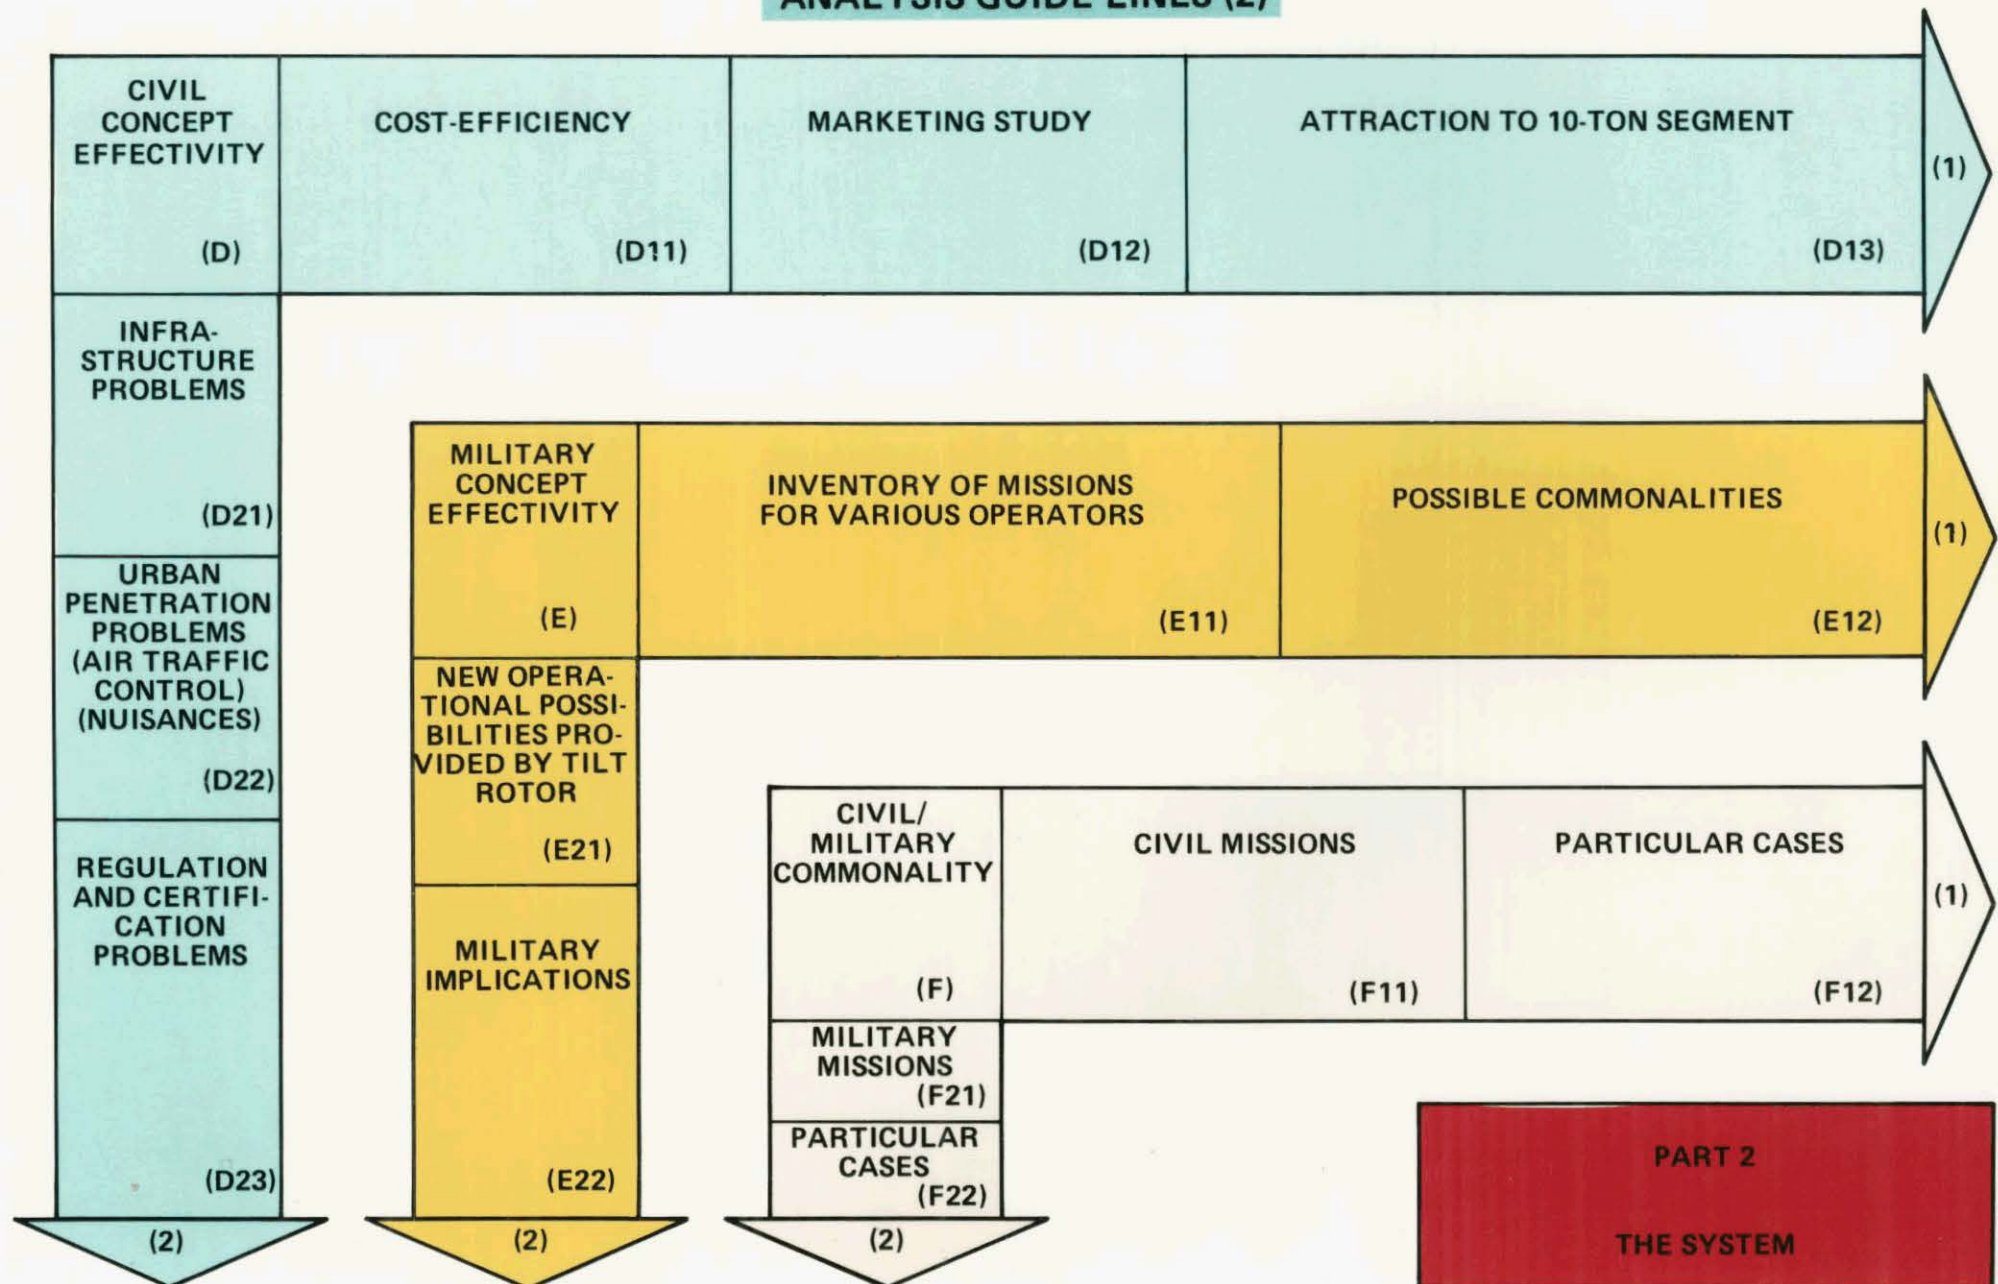 ANALYSIS GUIDE LINES (2)
CIVIL
CONCEPT
EFFECTIVITY
(D)
COST-EFFICIENCY
(D11)
MARKETING STUDY
(D12)
ATTRACTION TO 10-TON SEGMENT
(D13)
(1)
INFRA-
STRUCTURE
PROBLEMS
(D21)
URBAN
PENETRATION
PROBLEMS
(AIR TRAFFIC
CONTROL)
(NUISANCES)
(D22)
REGULATION
AND CERTIFI-
CATION
PROBLEMS
(D23)
(2)
MILITARY
CONCEPT
EFFECTIVITY
(E)
INVENTORY OF MISSIONS
FOR VARIOUS OPERATORS
(E11)
POSSIBLE COMMONALITIES
(E12)
(1)
NEW OPERA-
TIONAL POSSI-
BILITIES PRO-
VIDED BY TILT
ROTOR
(E21)
MILITARY
IMPLICATIONS
(E22)
(2)
CIVIL/
MILITARY
COMMONALITY
(F)
CIVIL MISSIONS
(F11)
PARTICULAR CASES
(F12)
(1)
MILITARY
MISSIONS
(F21)
PARTICULAR
CASES
(F22)
(2)
PART 2
THE SYSTEM